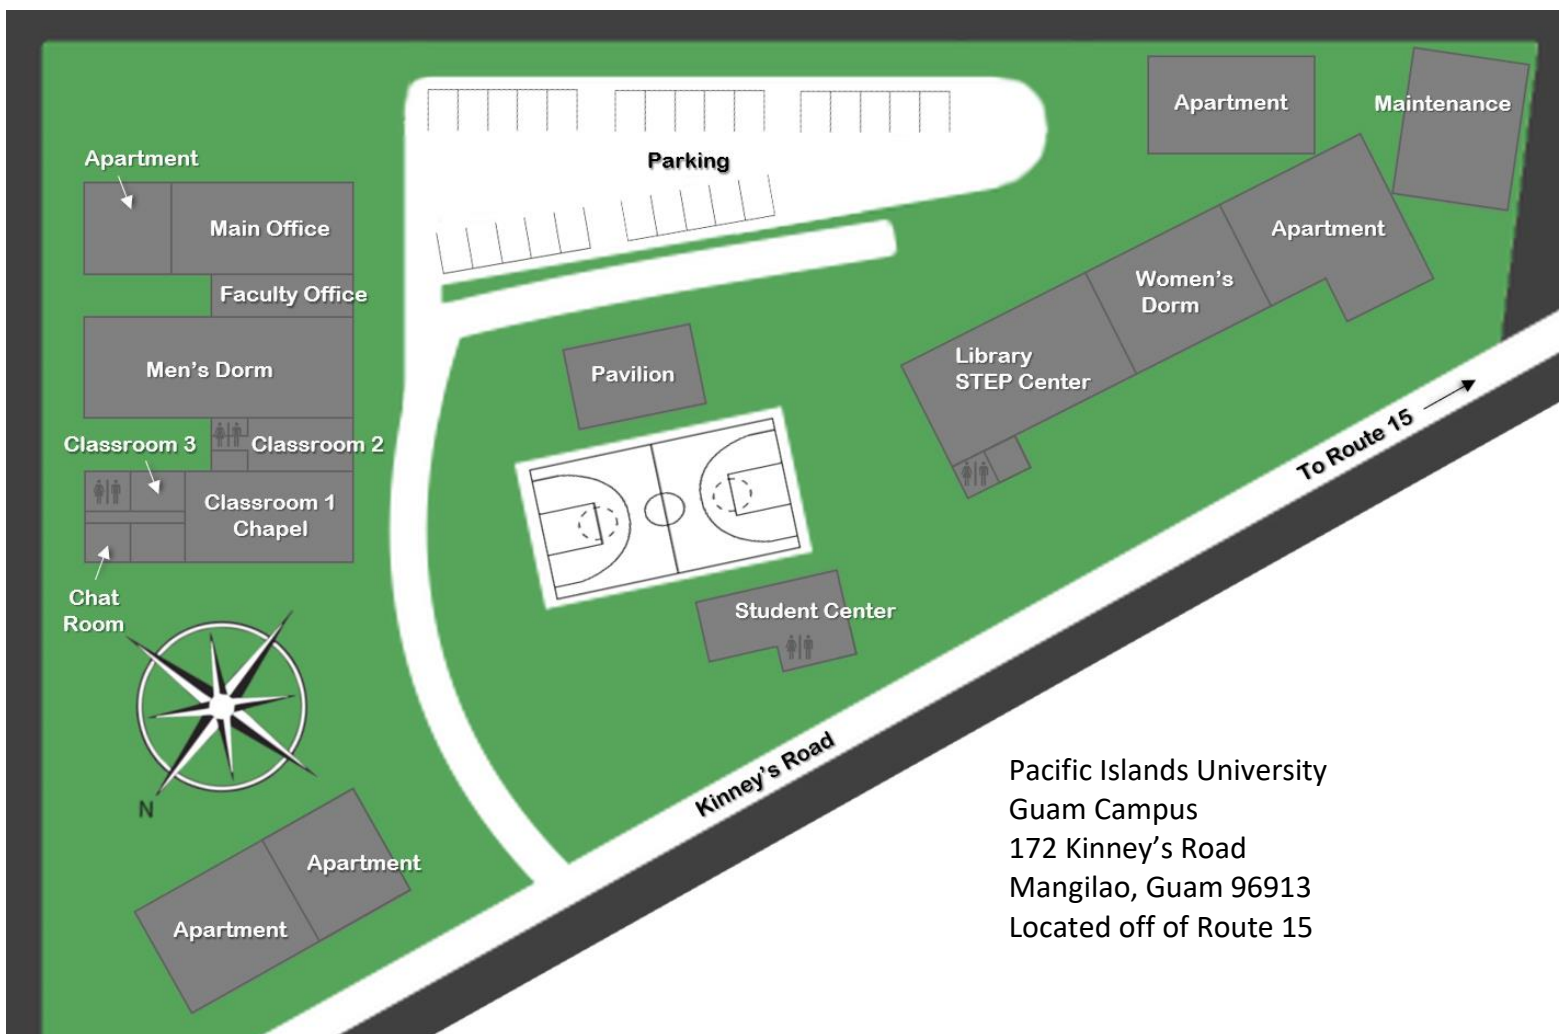 Apartment
Maintenance
Apartment
Parking
Main Office
Apartment
Faculty Office
Women's
Dorm
Library
STEP Center
Men's Dorm
Pavilion
To Route 15
Classroom 3
Classroom 2
Classroom 1
Chapel
Chat
Room
Student Center
Kinney's Road
N
Apartment
Apartment
Pacific Islands University
Guam Campus
172 Kinney's Road
Mangilao, Guam 96913
Located off of Route 15